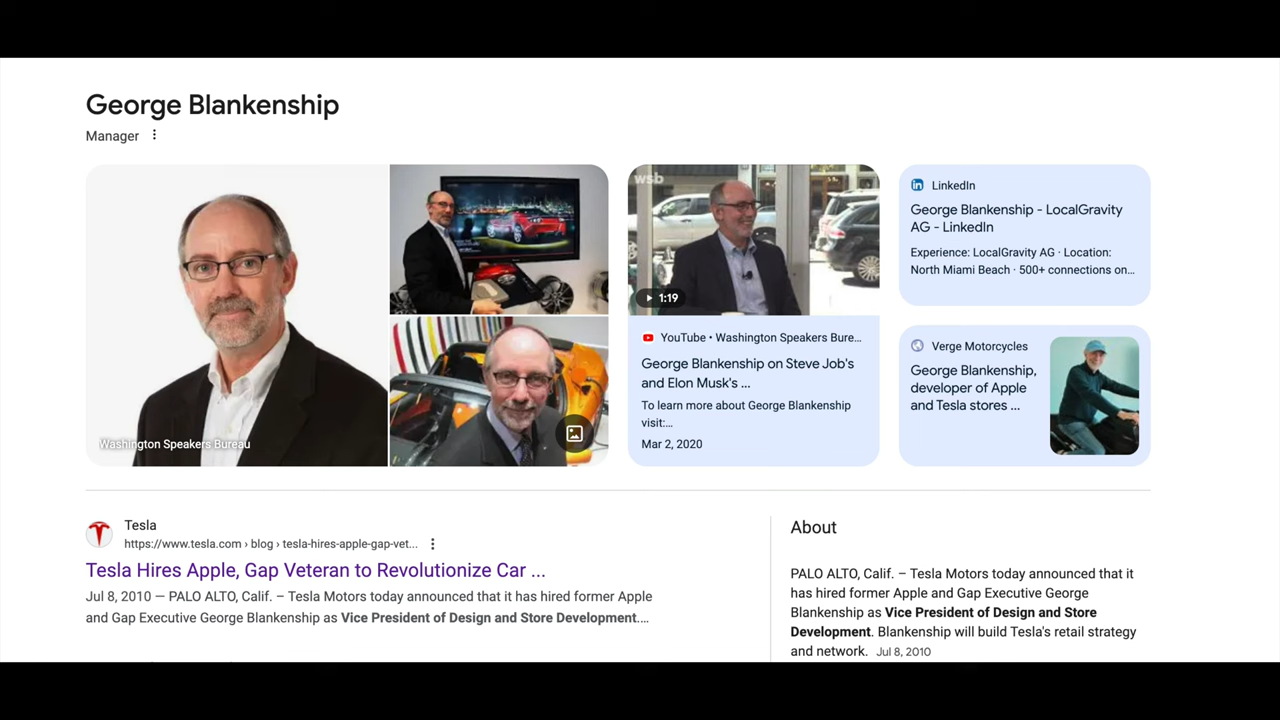 George Blankenship
Manager
Washington Speakers Bureau
wsb
1:19
YouTube • Washington Speakers Bure...
George Blankenship on Steve Job's
and Elon Musk's ...
To learn more about George Blankenship
visit:...
Mar 2, 2020
LinkedIn
George Blankenship - LocalGravity
AG - LinkedIn
Experience: LocalGravity AG · Location:
North Miami Beach · 500+ connections on...
Verge Motorcycles
George Blankenship,
developer of Apple
and Tesla stores ...
Tesla
https://www.tesla.com › blog › tesla-hires-apple-gap-vet...
Tesla Hires Apple, Gap Veteran to Revolutionize Car ...
Jul 8, 2010 — PALO ALTO, Calif. – Tesla Motors today announced that it has hired former Apple
and Gap Executive George Blankenship as Vice President of Design and Store Development....
About
PALO ALTO, Calif. – Tesla Motors today announced that it
has hired former Apple and Gap Executive George
Blankenship as Vice President of Design and Store
Development. Blankenship will build Tesla's retail strategy
and network. Jul 8, 2010